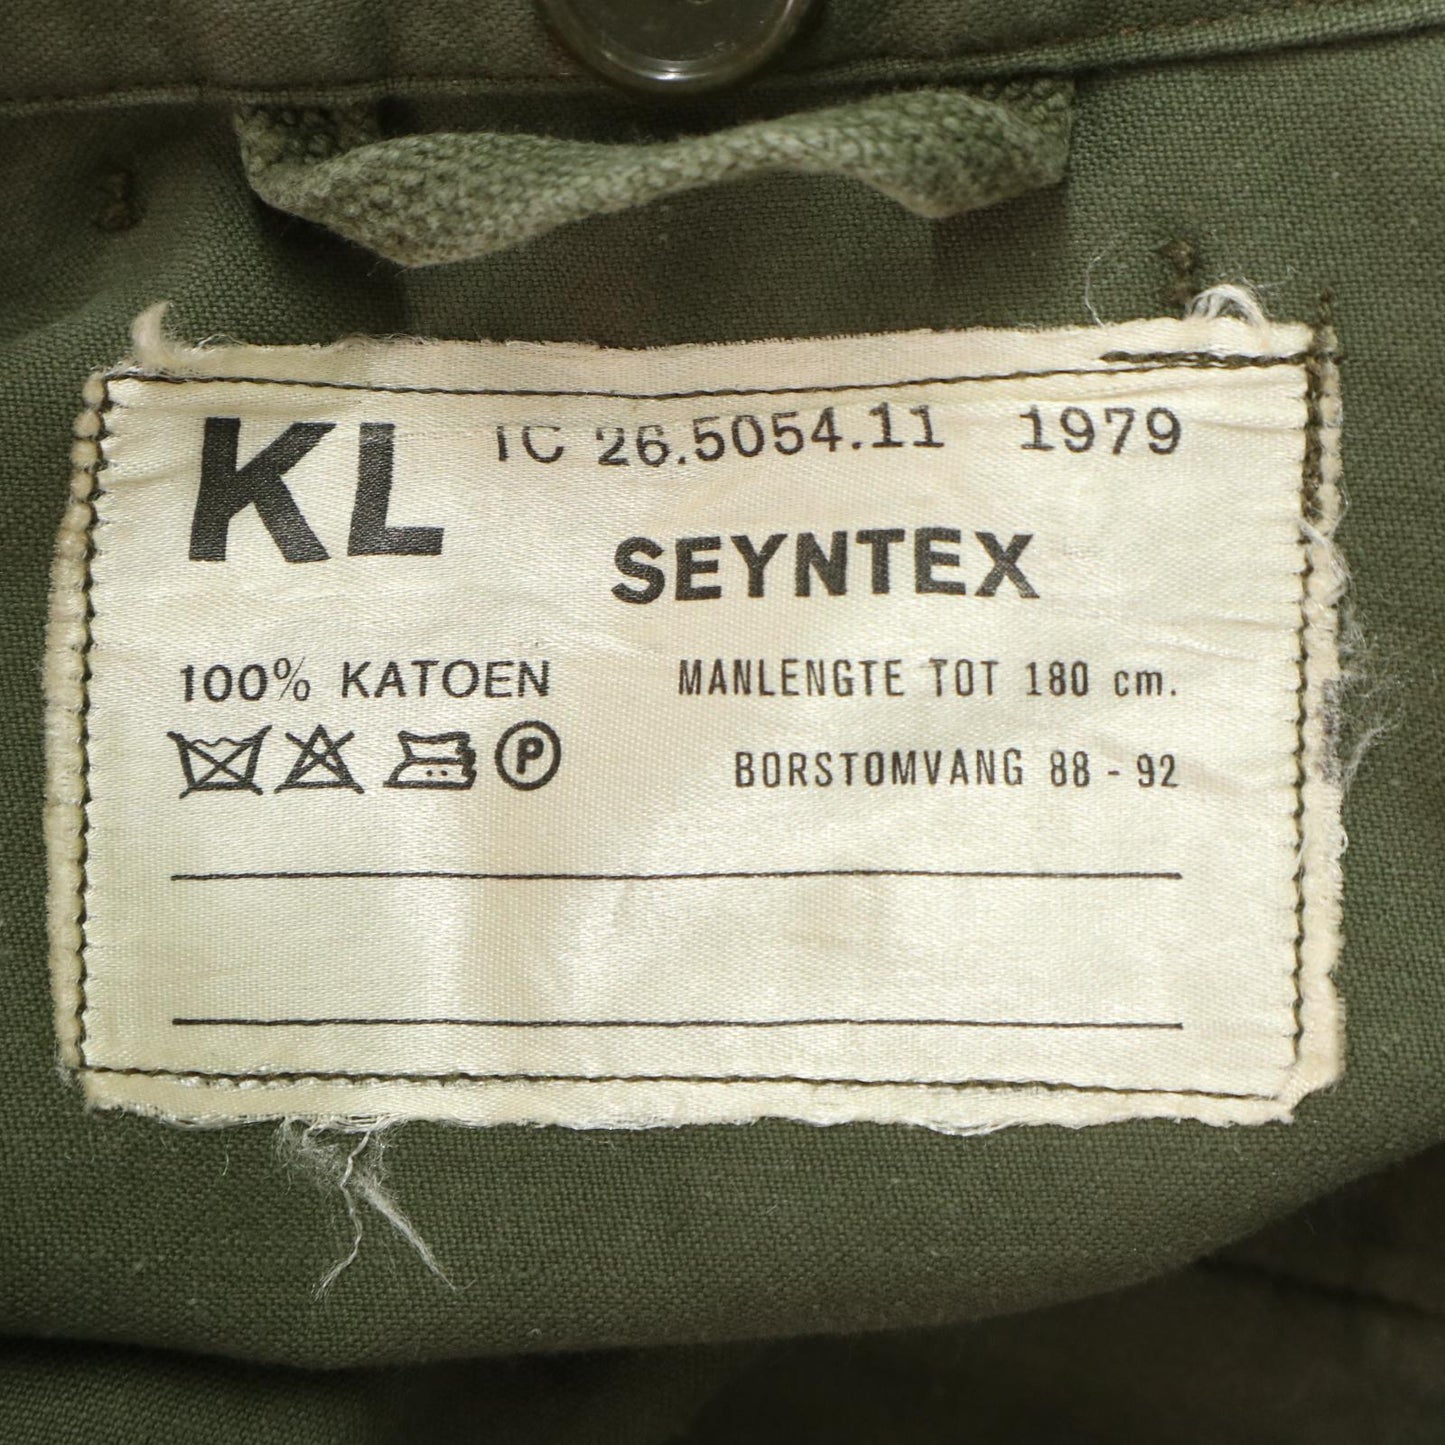 KL IC 26.5054.11 1979
SEYNTEX
100% KATOEN MANLENGTE TOT 180 cm.
P BORSTOMVANG 88 - 92